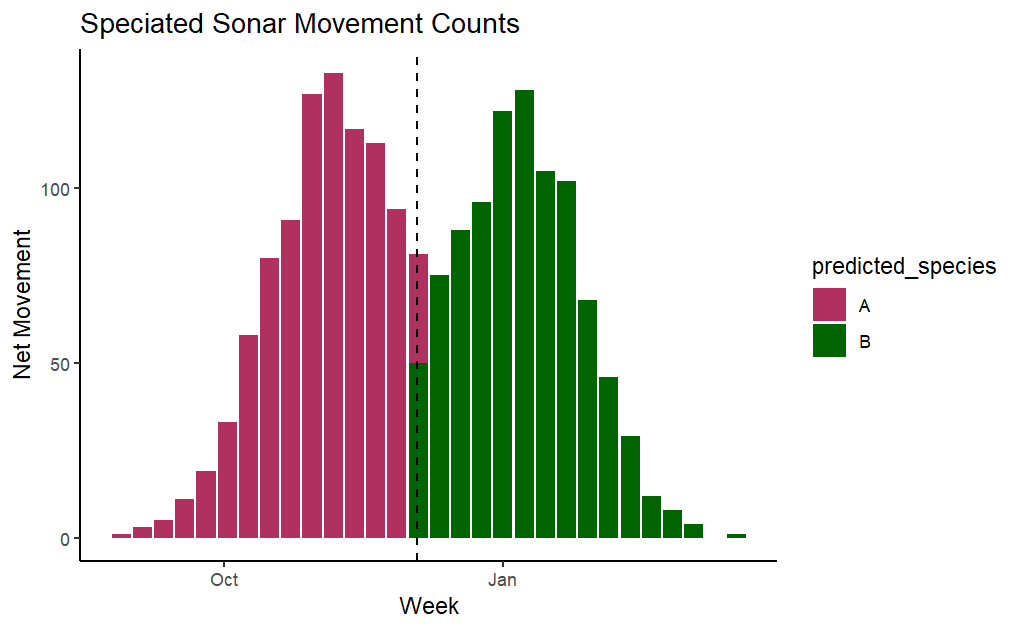 Speciated Sonar Movement Counts
Net Movement
100
50
0
Oct
Jan
Week
predicted_species
A
B